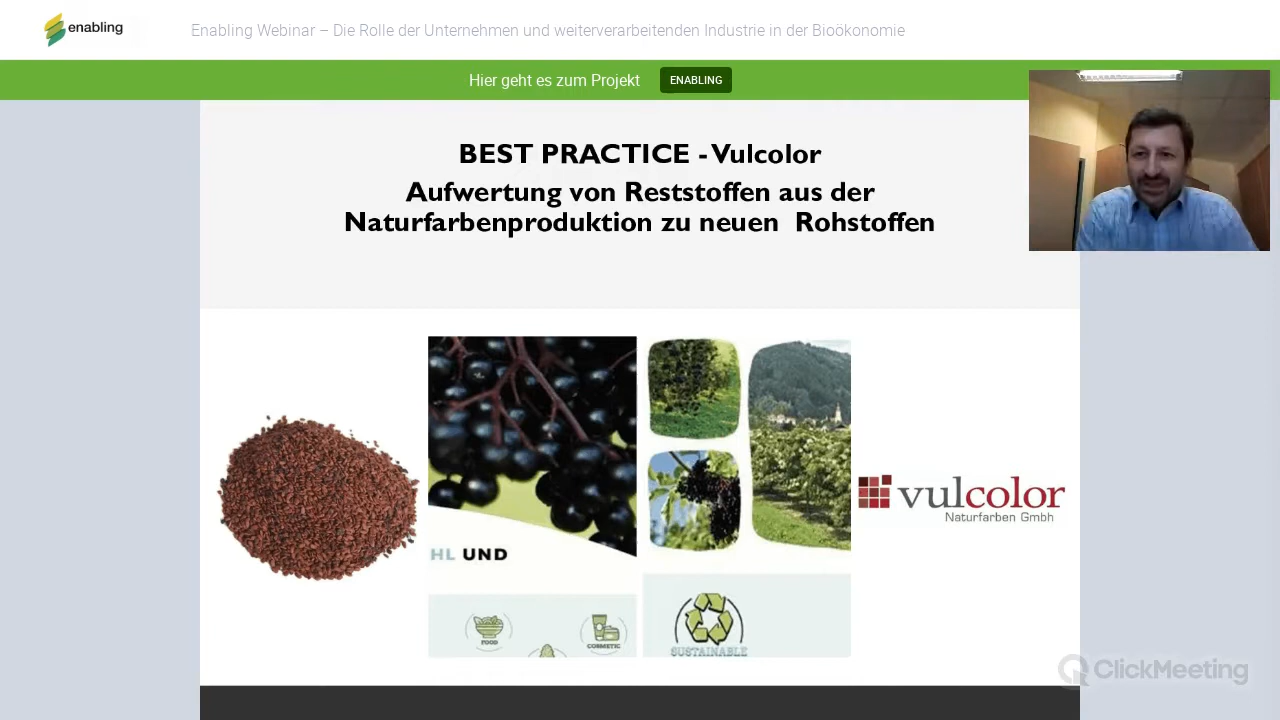 enabling
Enabling Webinar – Die Rolle der Unternehmen und weiterverarbeitenden Industrie in der Bioökonomie
Hier geht es zum Projekt
ENABLING
BEST PRACTICE - Vulcolor
Aufwertung von Reststoffen aus der
Naturfarbenproduktion zu neuen Rohstoffen
vulcolor
Naturfarben Gmbh
HL UND
FOOD
COSMETIC
SUSTAINABLE
ClickMeeting